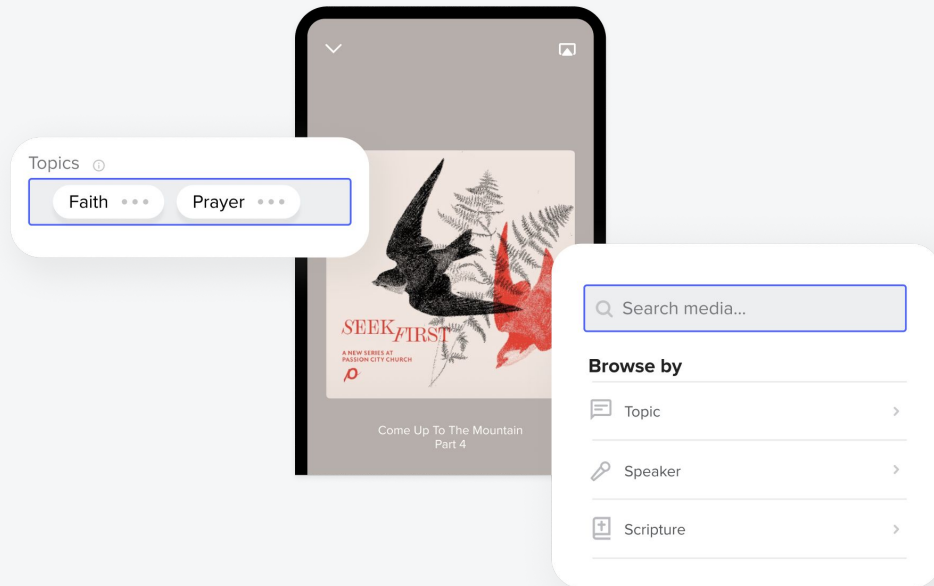 Topics
Faith
Prayer
SEEK FIRST
A NEW SERIES AT
PASSION CITY CHURCH
Come Up To The Mountain
Part 4
Search media...
Browse by
Topic
Speaker
Scripture